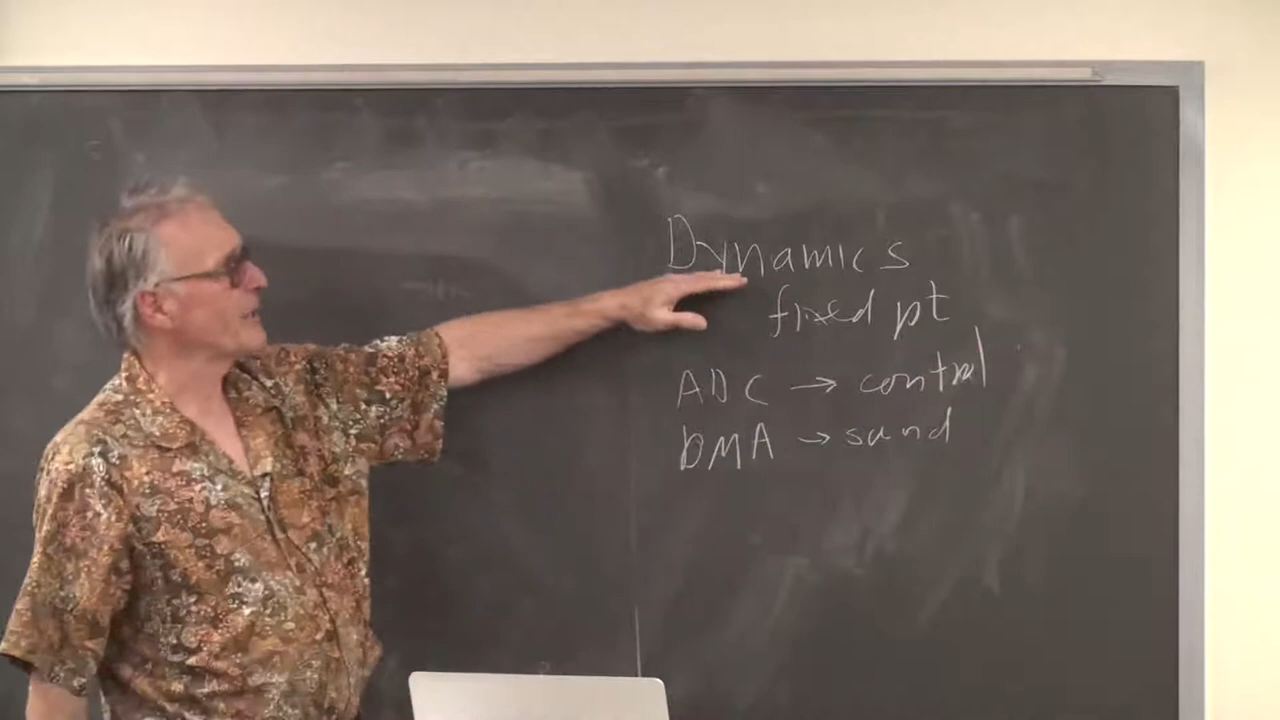 Dynamics
fixed pt
ADC → control
DMA → sound